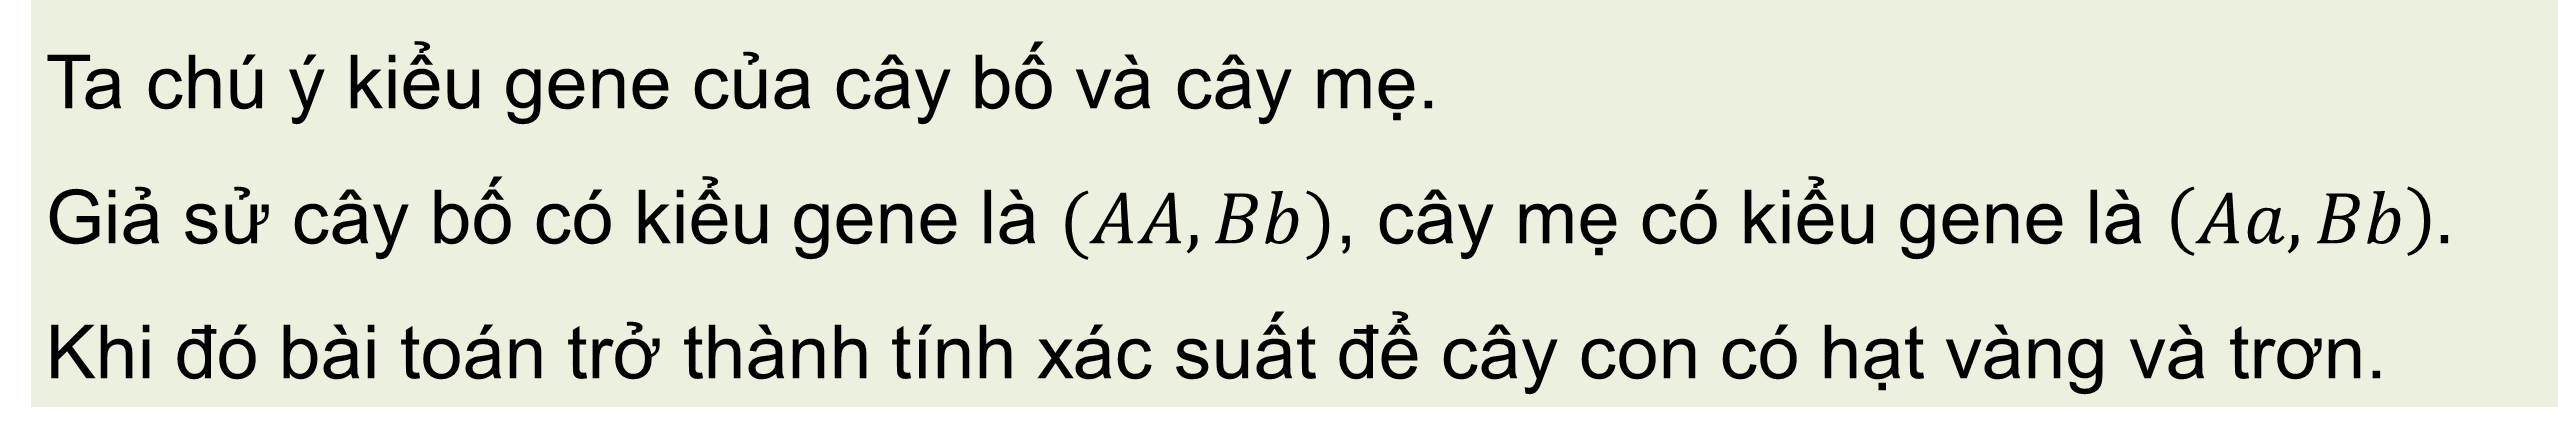 Ta chú ý kiểu gene của cây bố và cây mẹ.
Giả sử cây bố có kiểu gene là (AA, Bb), cây mẹ có kiểu gene là (Aa, Bb).
Khi đó bài toán trở thành tính xác suất để cây con có hạt vàng và trơn.